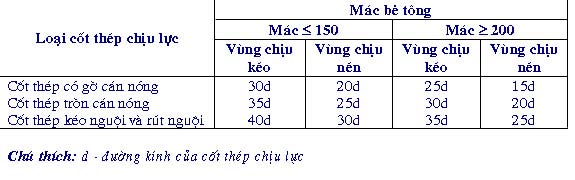 Loại cốt thép chịu lực | Mác bê tông
Mác ≤ 150 | Mác ≥ 200
Vùng chịu kéo | Vùng chịu nén | Vùng chịu kéo | Vùng chịu nén
Cốt thép có gờ cán nóng | 30d | 20d | 25d | 15d
Cốt thép tròn cán nóng | 35d | 25d | 30d | 20d
Cốt thép kéo nguội và rút nguội | 40d | 30d | 35d | 25d
Chú thích: d - đường kính của cốt thép chịu lực